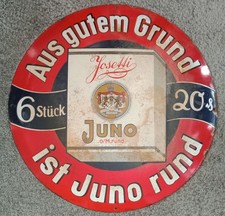 Aus gutem Grund
Josetti
6 Stück
20 ₰
JUNO
ist Juno rund